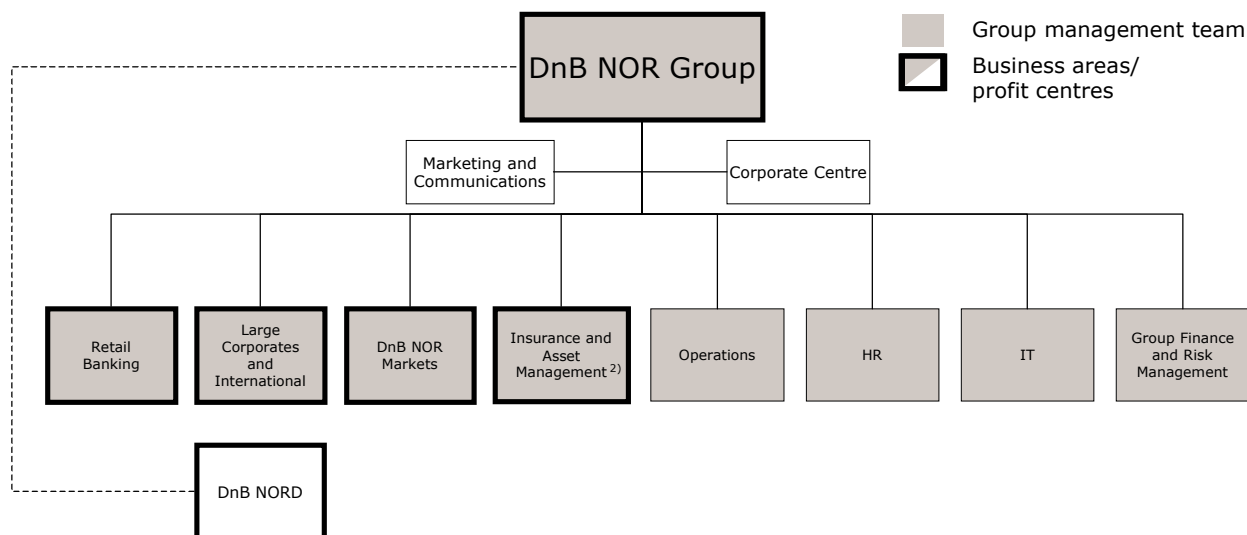 DnB NOR Group
Group management team
Business areas/
profit centres
Marketing and
Communications
Corporate Centre
Retail
Banking
Large
Corporates
and
International
DnB NOR
Markets
Insurance and
Asset
Management 2)
Operations
HR
IT
Group Finance
and Risk
Management
DnB NORD